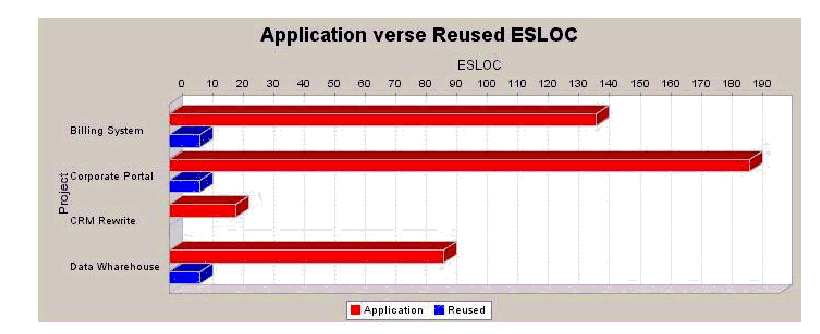 Application verse Reused ESLOC
ESLOC
0 10 20 30 40 50 60 70 80 90 100 110 120 130 140 150 160 170 180 190
Project
Billing System
Corporate Portal
CRM Rewrite
Data Wharehouse
Application Reused